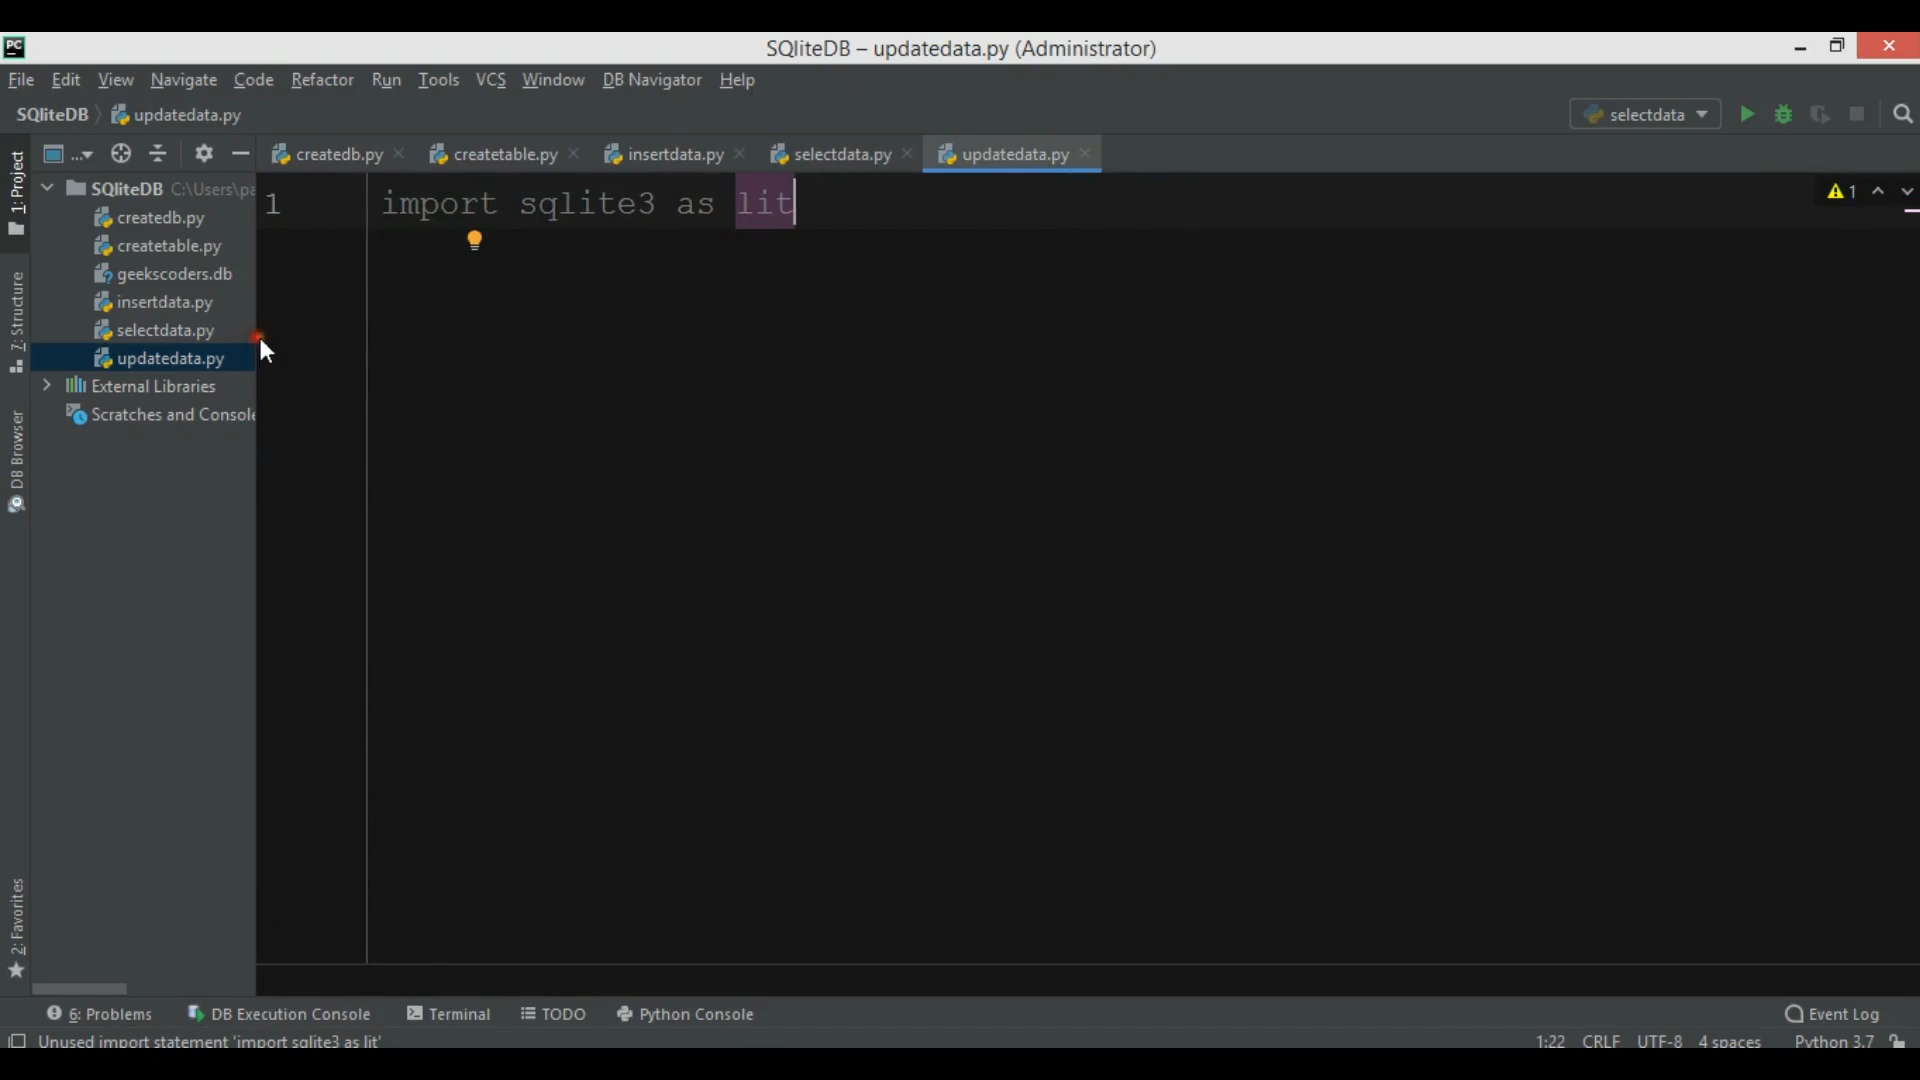 PC SQliteDB – updatedata.py (Administrator)
File Edit View Navigate Code Refactor Run Tools VCS Window DB Navigator Help
SQliteDB updatedata.py selectdata
1: Project
7: Structure
DB Browser
2: Favorites
... createdb.py createtable.py insertdata.py selectdata.py updatedata.py
SQliteDB C:\Users\pa
createdb.py
createtable.py
geekscoders.db
insertdata.py
selectdata.py
updatedata.py
External Libraries
Scratches and Console
1 import sqlite3 as lit
1
6: Problems DB Execution Console Terminal TODO Python Console Event Log
Unused import statement 'import sqlite3 as lit' 1:22 CRLF UTF-8 4 spaces Python 3.7